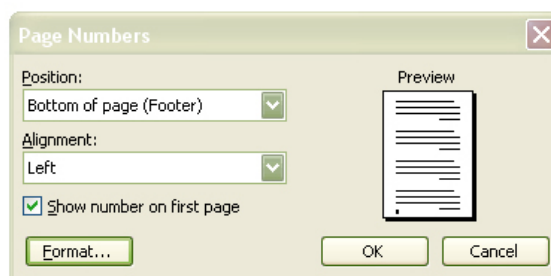 Page Numbers
Position:
Bottom of page (Footer)
Alignment:
Left
Show number on first page
Format...
Preview
OK
Cancel